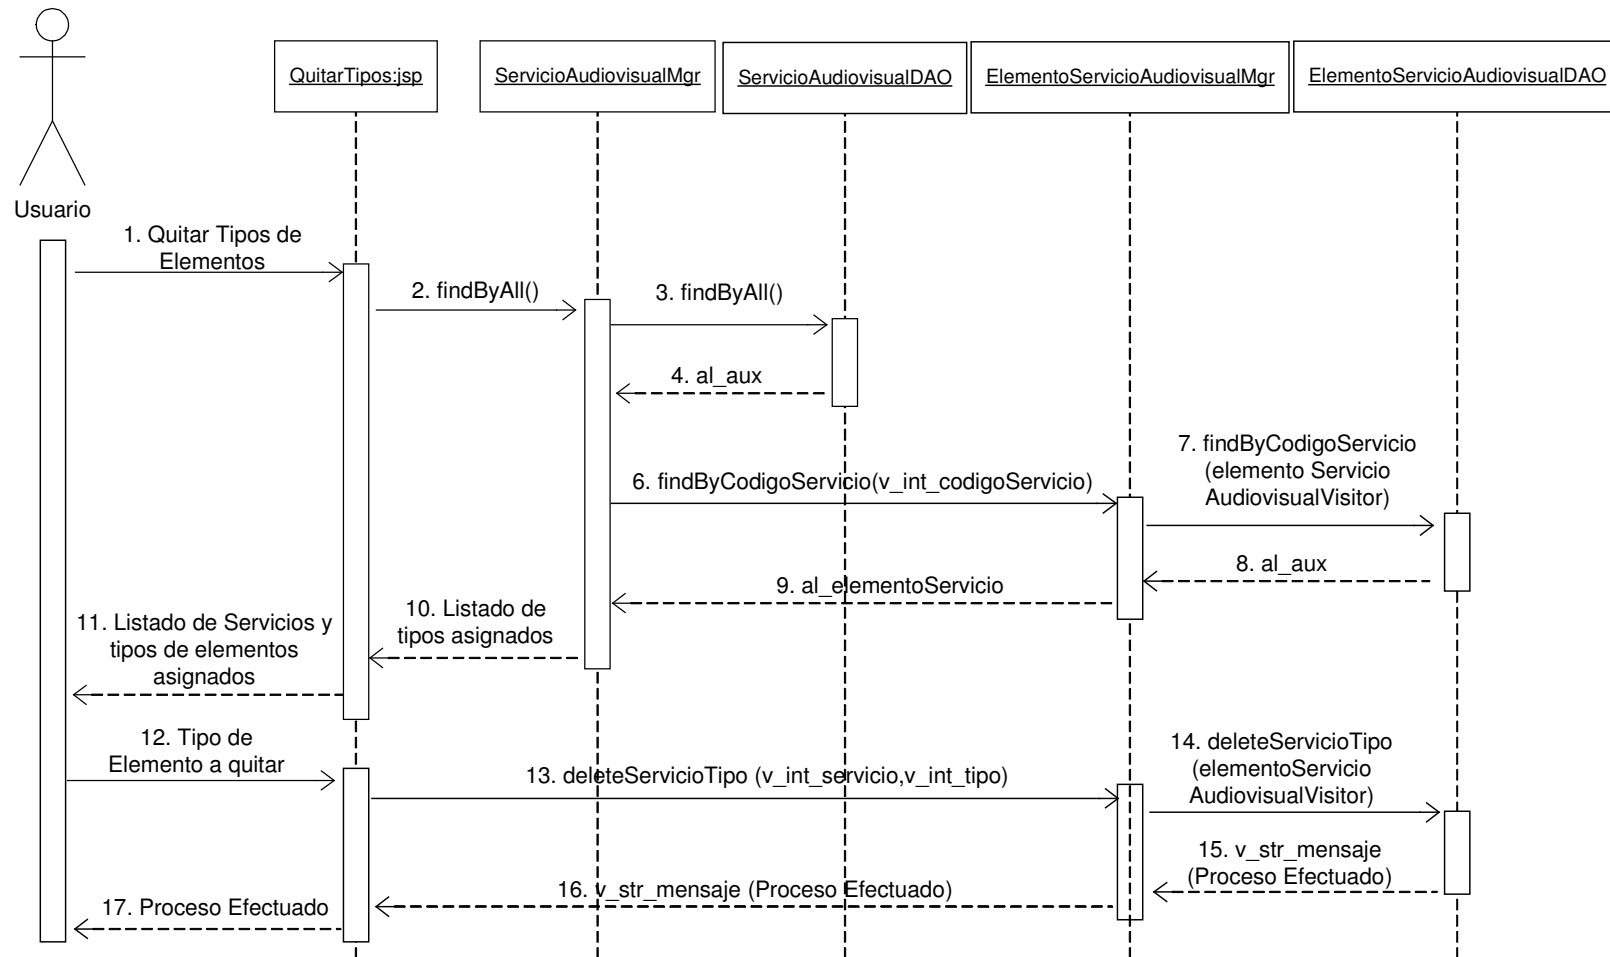 QuitarTipos:jsp
ServicioAudiovisualMgr
ServicioAudiovisualDAO
ElementoServicioAudiovisualMgr
ElementoServicioAudiovisualDAO
Usuario
1. Quitar Tipos de
Elementos
2. findByAll()
3. findByAll()
4. al_aux
6. findByCodigoServicio(v_int_codigoServicio)
7. findByCodigoServicio
(elemento Servicio
AudiovisualVisitor)
8. al_aux
9. al_elementoServicio
10. Listado de
tipos asignados
11. Listado de Servicios y
tipos de elementos
asignados
12. Tipo de
Elemento a quitar
13. deleteServicioTipo (v_int_servicio,v_int_tipo)
14. deleteServicioTipo
(elementoServicio
AudiovisualVisitor)
15. v_str_mensaje
(Proceso Efectuado)
16. v_str_mensaje (Proceso Efectuado)
17. Proceso Efectuado